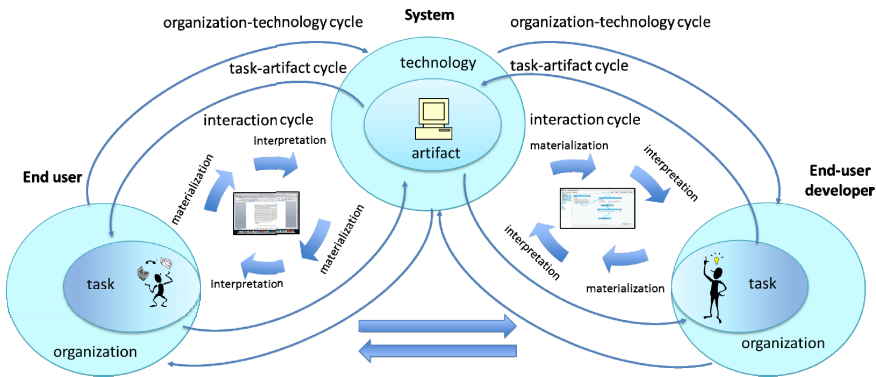 System
organization-technology cycle
organization-technology cycle
technology
task-artifact cycle
task-artifact cycle
interaction cycle
interaction cycle
interpretation
materialization
artifact
materialization
interpretation
End user
End-user
developer
materialization
interpretation
interpretation
materialization
task
task
organization
organization